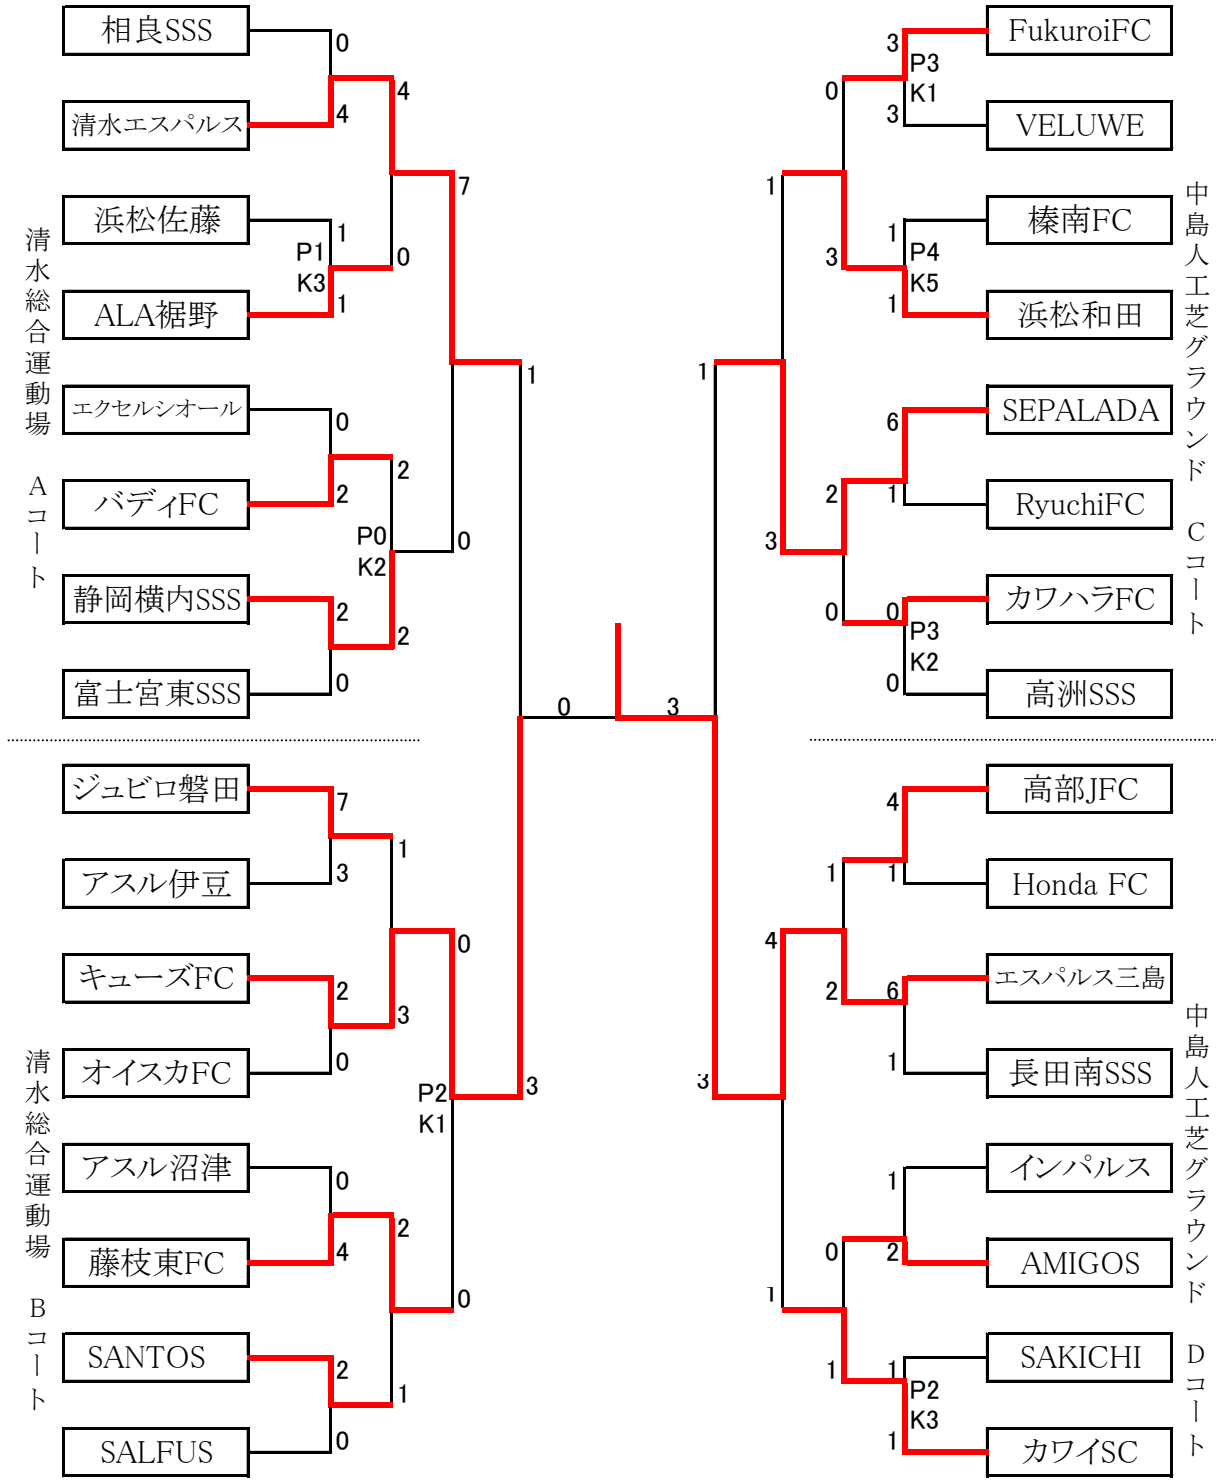 相良SSS
0
4
清水エスパルス
4
7
浜松佐藤
1
P1
K3
0
ALA裾野
1
1
エクセルシオール
0
2
バディFC
2
P0
K2
0
静岡横内SSS
2
2
富士宮東SSS
0
清水総合運動場 Aコート
0
3
ジュビロ磐田
7
1
アスル伊豆
3
0
キューズFC
2
3
オイスカFC
0
P2
K1
3
アスル沼津
0
2
藤枝東FC
4
0
SANTOS
2
1
SALFUS
0
清水総合運動場 Bコート
FukuroiFC
3
P3
K1
0
VELUWE
3
1
榛南FC
1
P4
K5
3
浜松和田
1
1
SEPALADA
6
2
RyuchiFC
1
3
カワハラFC
0
0
P3
K2
高洲SSS
0
中島人工芝グラウンド Cコート
高部JFC
4
1
Honda FC
1
4
エスパルス三島
6
2
長田南SSS
1
3
インパルス
1
0
AMIGOS
2
1
SAKICHI
1
P2
K3
1
カワイSC
1
中島人工芝グラウンド Dコート